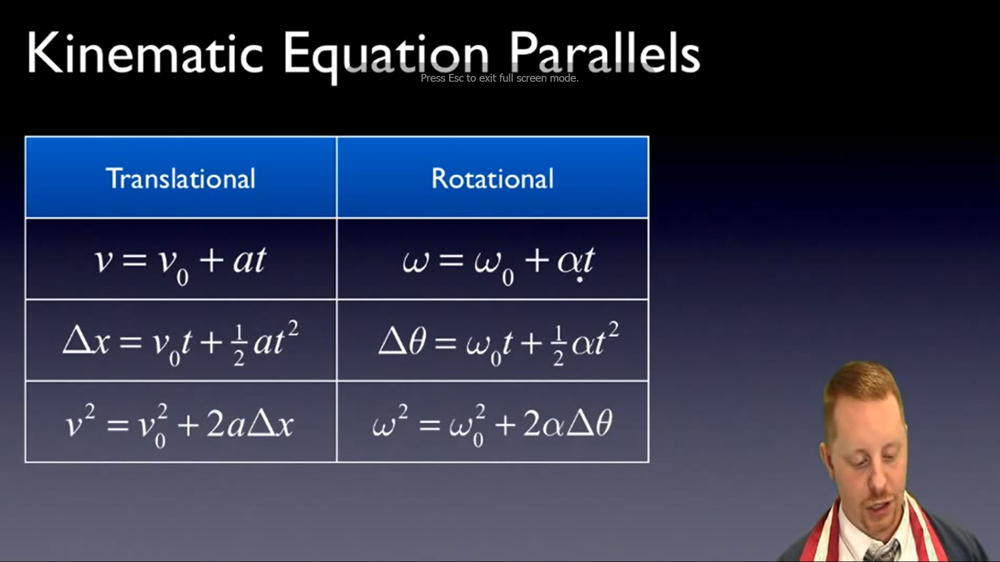 Kinematic Equation Parallels
Press Esc to exit full screen mode.
Translational Rotational
v = v₀ + at ω = ω₀ + αt
Δx = v₀t + ½at² Δθ = ω₀t + ½αt²
v² = v₀² + 2aΔx ω² = ω₀² + 2αΔθ